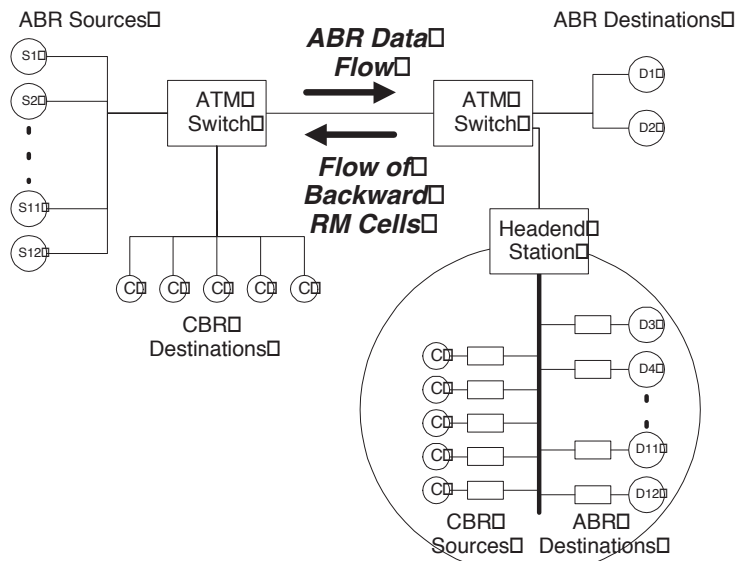 ABR Sources
ABR Destinations
ABR Data
Flow
S1
S2
S11
S12
ATM
Switch
ATM
Switch
D1
D2
Flow of
Backward
RM Cells
Headend
Station
C C C C C
CBR
Destinations
C
C
C
C
C
D3
D4
D11
D12
CBR
Sources
ABR
Destinations